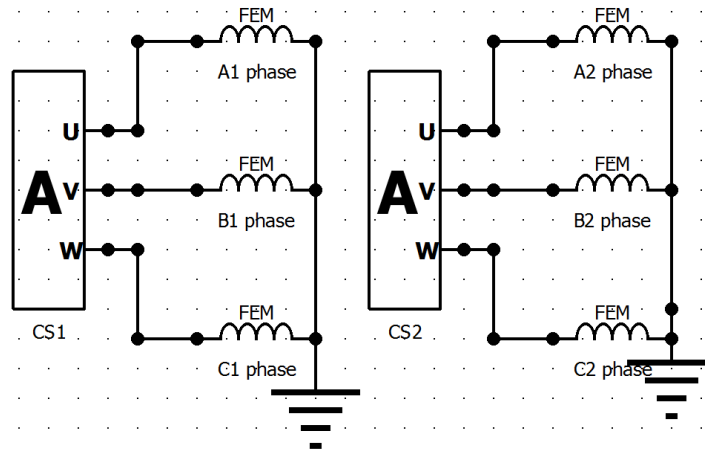 FEM
A1 phase
U
FEM
A
V
B1 phase
W
FEM
CS1
C1 phase
FEM
A2 phase
U
FEM
A
V
B2 phase
W
FEM
CS2
C2 phase